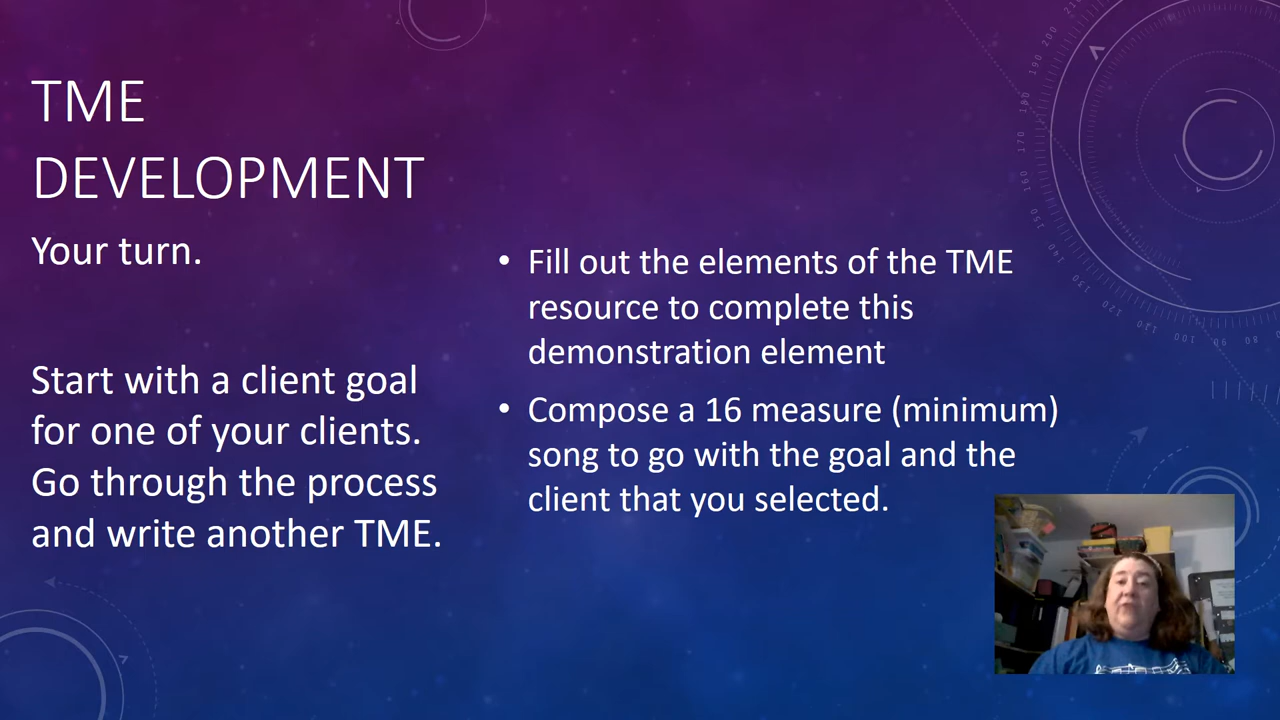 TME
DEVELOPMENT
Your turn.
Start with a client goal
for one of your clients.
Go through the process
and write another TME.
• Fill out the elements of the TME
resource to complete this
demonstration element
• Compose a 16 measure (minimum)
song to go with the goal and the
client that you selected.